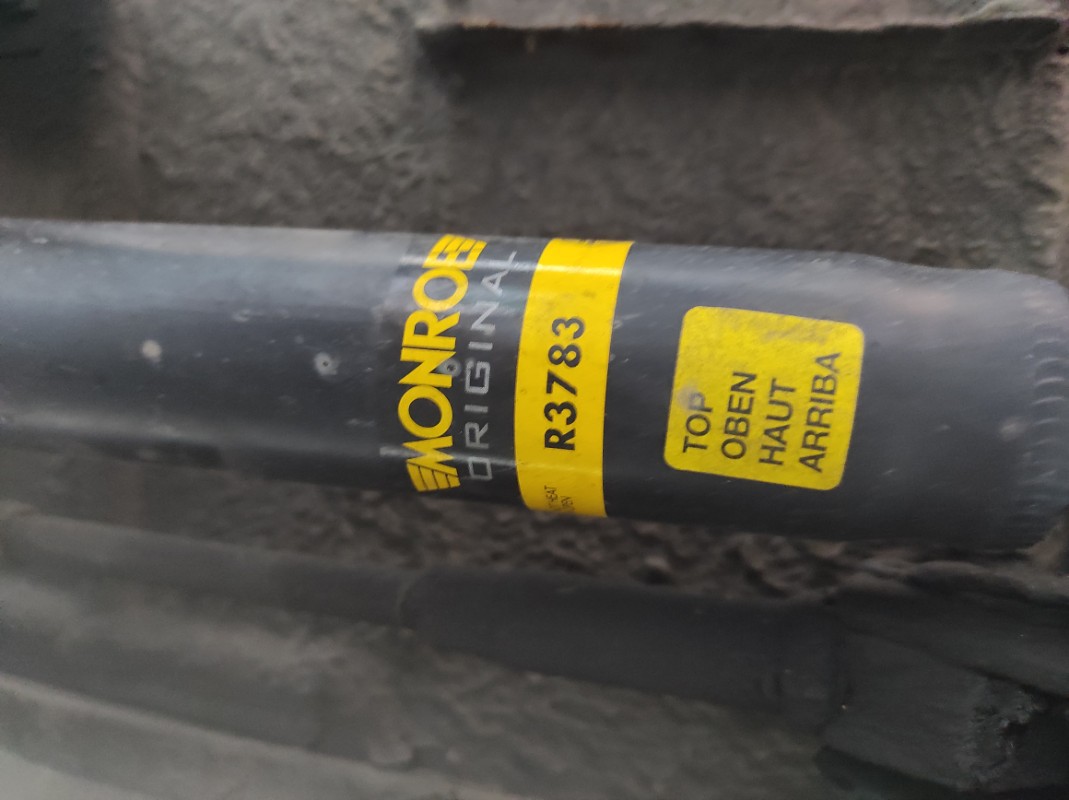 MONROE
ORIGINAL
R3783
TOP
OBEN
HAUT
ARRIBA